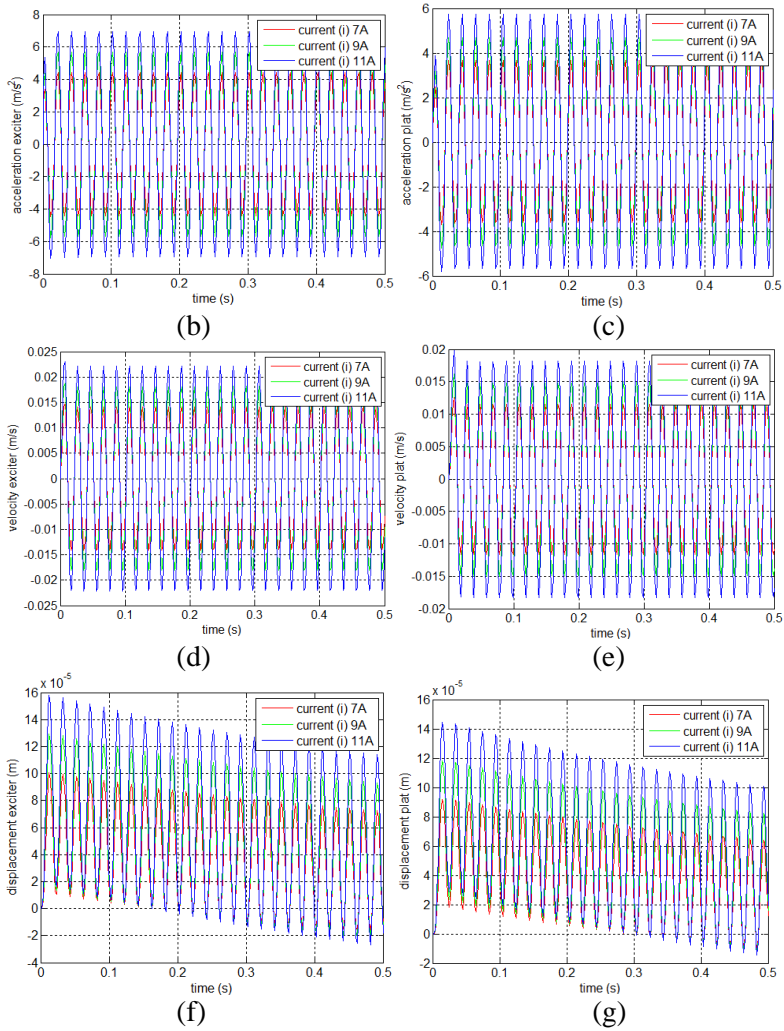 8
6
4
2
0
-2
-4
-6
-8
acceleration exciter (m/s²)
current (i) 7A
current (i) 9A
current (i) 11A
0 0.1 0.2 0.3 0.4 0.5
time (s)
(b)
6
4
2
0
-2
-4
-6
acceleration plat (m/s²)
current (i) 7A
current (i) 9A
current (i) 11A
0 0.1 0.2 0.3 0.4 0.5
time (s)
(c)
0.025
0.02
0.015
0.01
0.005
0
-0.005
-0.01
-0.015
-0.02
-0.025
velocity exciter (m/s)
current (i) 7A
current (i) 9A
current (i) 11A
0 0.1 0.2 0.3 0.4 0.5
time (s)
(d)
0.02
0.015
0.01
0.005
0
-0.005
-0.01
-0.015
-0.02
velocity plat (m/s)
current (i) 7A
current (i) 9A
current (i) 11A
0 0.1 0.2 0.3 0.4 0.5
time (s)
(e)
x 10⁻⁵
16
14
12
10
8
6
4
2
0
-2
-4
displacement exciter (m)
current (i) 7A
current (i) 9A
current (i) 11A
0 0.1 0.2 0.3 0.4 0.5
time (s)
(f)
x 10⁻⁵
16
14
12
10
8
6
4
2
0
-2
displacement plat (m)
current (i) 7A
current (i) 9A
current (i) 11A
0 0.1 0.2 0.3 0.4 0.5
time (s)
(g)